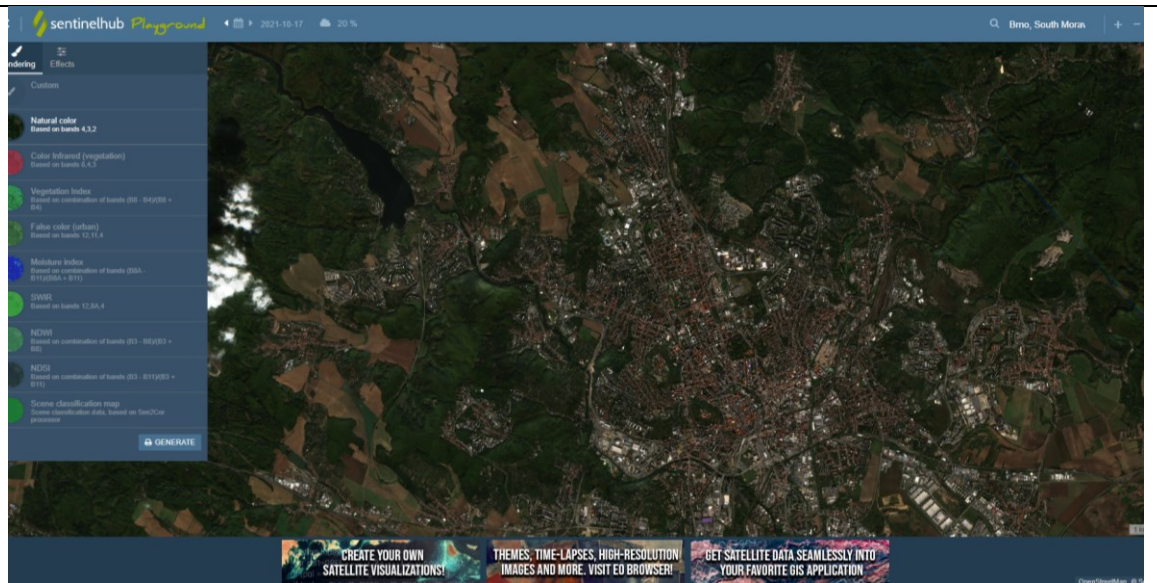 sentinelhub Playground
2021-10-17
20 %
Brno, South Morav
ndering
Effects
Custom
Natural color
Based on bands 4,3,2
Color Infrared (vegetation)
Based on bands 8,4,3
Vegetation Index
Based on combination of bands (B8 - B4)/(B8 +
B4)
False color (urban)
Based on bands 12,11,4
Moisture index
Based on combination of bands (B8A -
B11)/(B8A + B11)
SWIR
Based on bands 12,8A,4
NDWI
Based on combination of bands (B3 - B8)/(B3 +
B8)
NDSI
Based on combination of bands (B3 - B11)/(B3 +
B11)
Scene classification map
Scene classification data, based on Sen2Cor
processor
GENERATE
CREATE YOUR OWN
SATELLITE VISUALIZATIONS!
THEMES, TIME-LAPSES, HIGH-RESOLUTION
IMAGES AND MORE. VISIT EO BROWSER!
GET SATELLITE DATA SEAMLESSLY INTO
YOUR FAVORITE GIS APPLICATION
OpenStreetMap